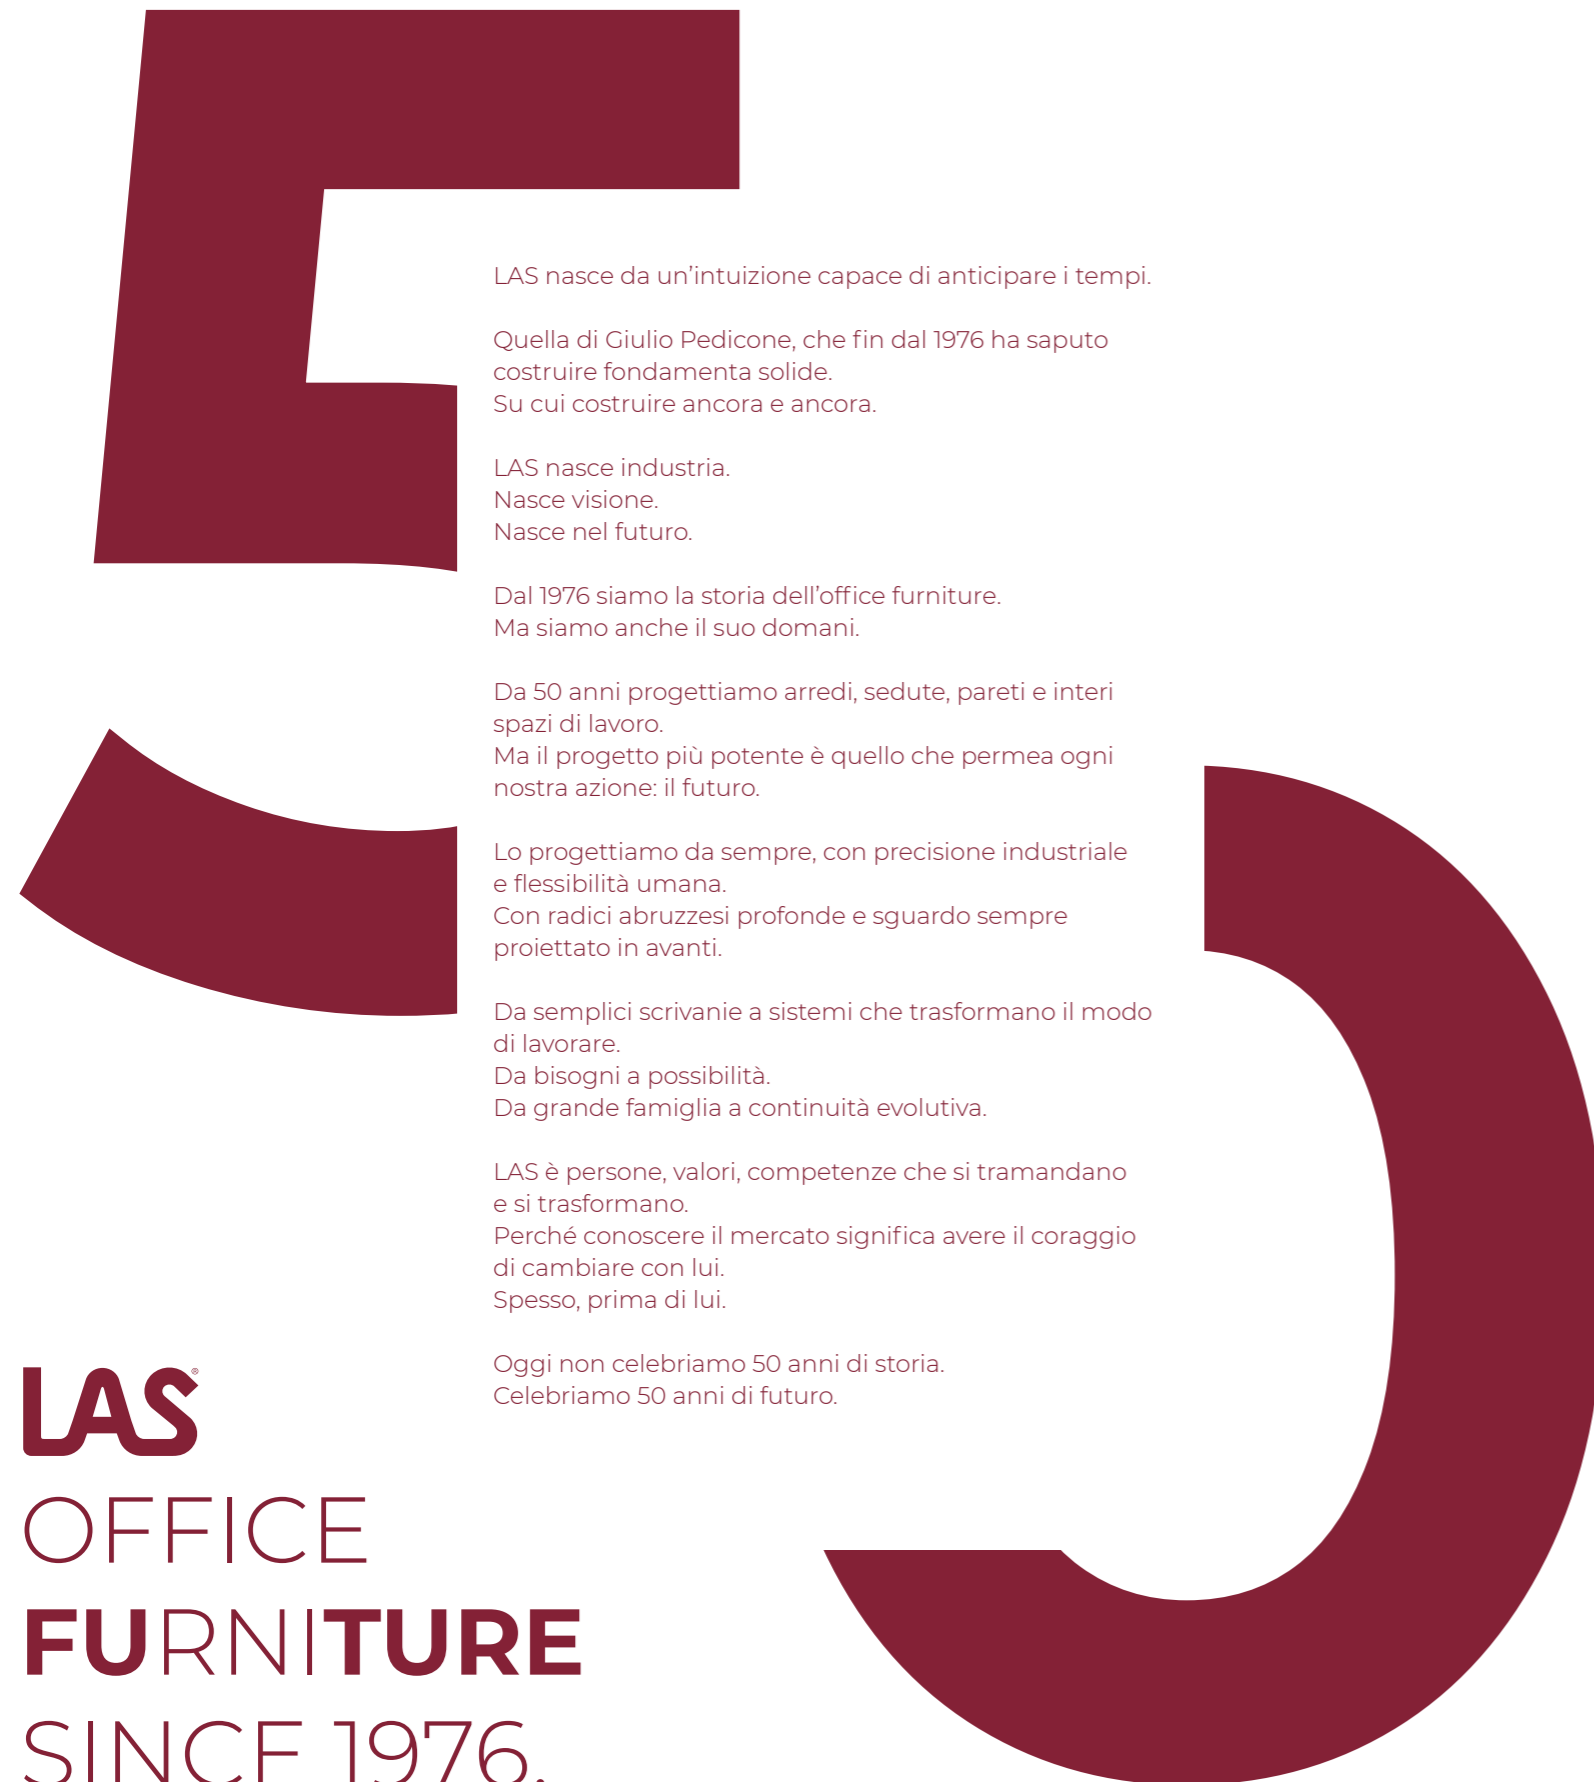 50
LAS nasce da un’intuizione capace di anticipare i tempi.
Quella di Giulio Pedicone, che fin dal 1976 ha saputo
costruire fondamenta solide.
Su cui costruire ancora e ancora.
LAS nasce industria.
Nasce visione.
Nasce nel futuro.
Dal 1976 siamo la storia dell’office furniture.
Ma siamo anche il suo domani.
Da 50 anni progettiamo arredi, sedute, pareti e interi
spazi di lavoro.
Ma il progetto più potente è quello che permea ogni
nostra azione: il futuro.
Lo progettiamo da sempre, con precisione industriale
e flessibilità umana.
Con radici abruzzesi profonde e sguardo sempre
proiettato in avanti.
Da semplici scrivanie a sistemi che trasformano il modo
di lavorare.
Da bisogni a possibilità.
Da grande famiglia a continuità evolutiva.
LAS è persone, valori, competenze che si tramandano
e si trasformano.
Perché conoscere il mercato significa avere il coraggio
di cambiare con lui.
Spesso, prima di lui.
Oggi non celebriamo 50 anni di storia.
Celebriamo 50 anni di futuro.
LAS®
OFFICE
FURNITURE
SINCE 1976.